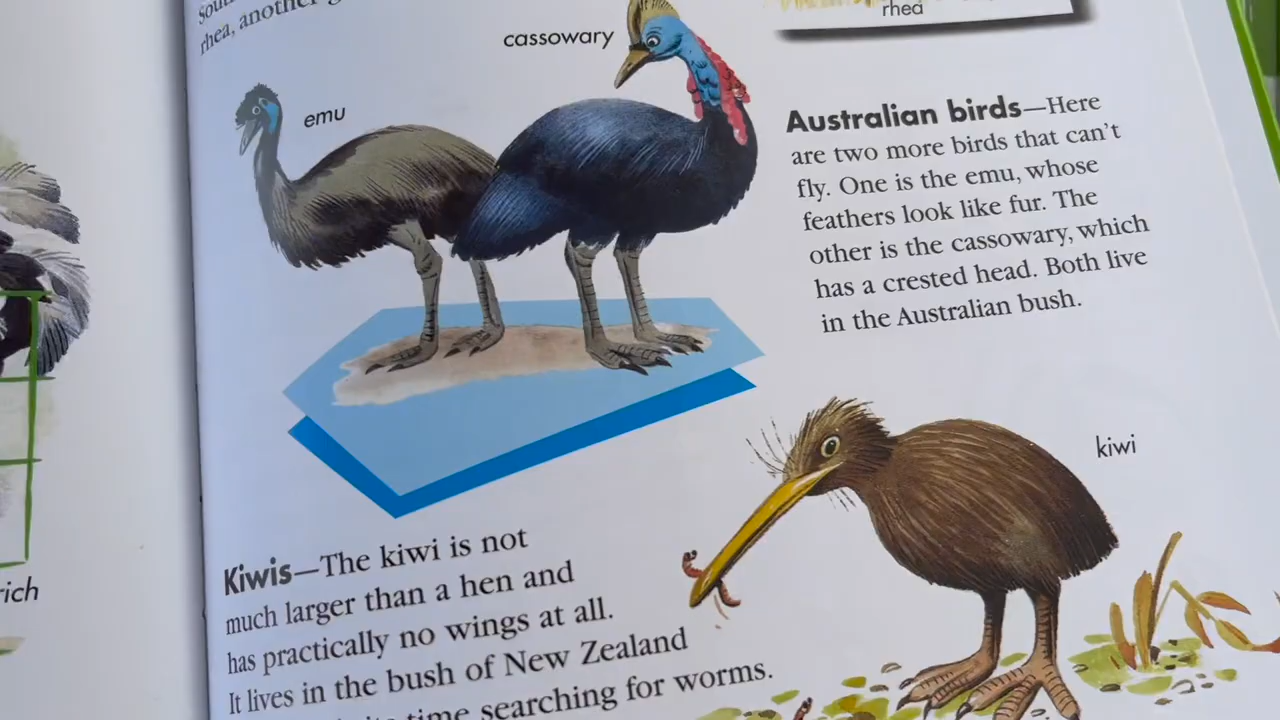 rhea, another
cassowary
rhea
emu
Australian birds—Here
are two more birds that can't
fly. One is the emu, whose
feathers look like fur. The
other is the cassowary, which
has a crested head. Both live
in the Australian bush.
kiwi
Kiwis—The kiwi is not
much larger than a hen and
has practically no wings at all.
It lives in the bush of New Zealand
time searching for worms.